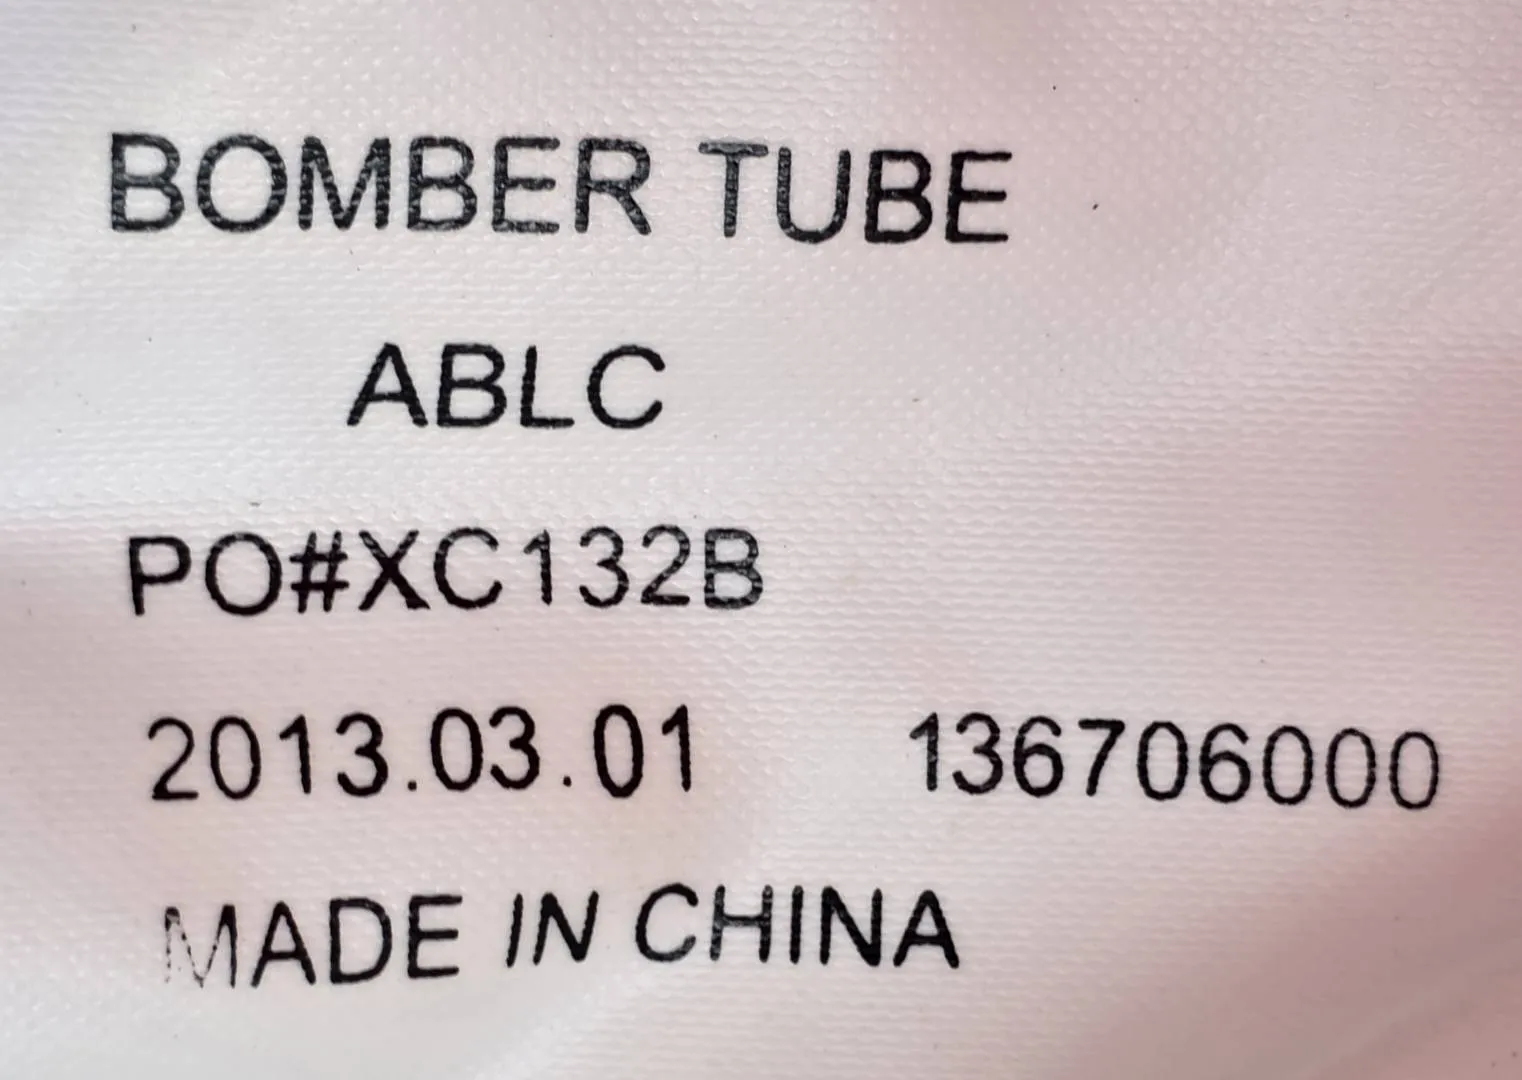 BOMBER TUBE
ABLC
PO#XC132B
2013.03.01 136706000
MADE IN CHINA